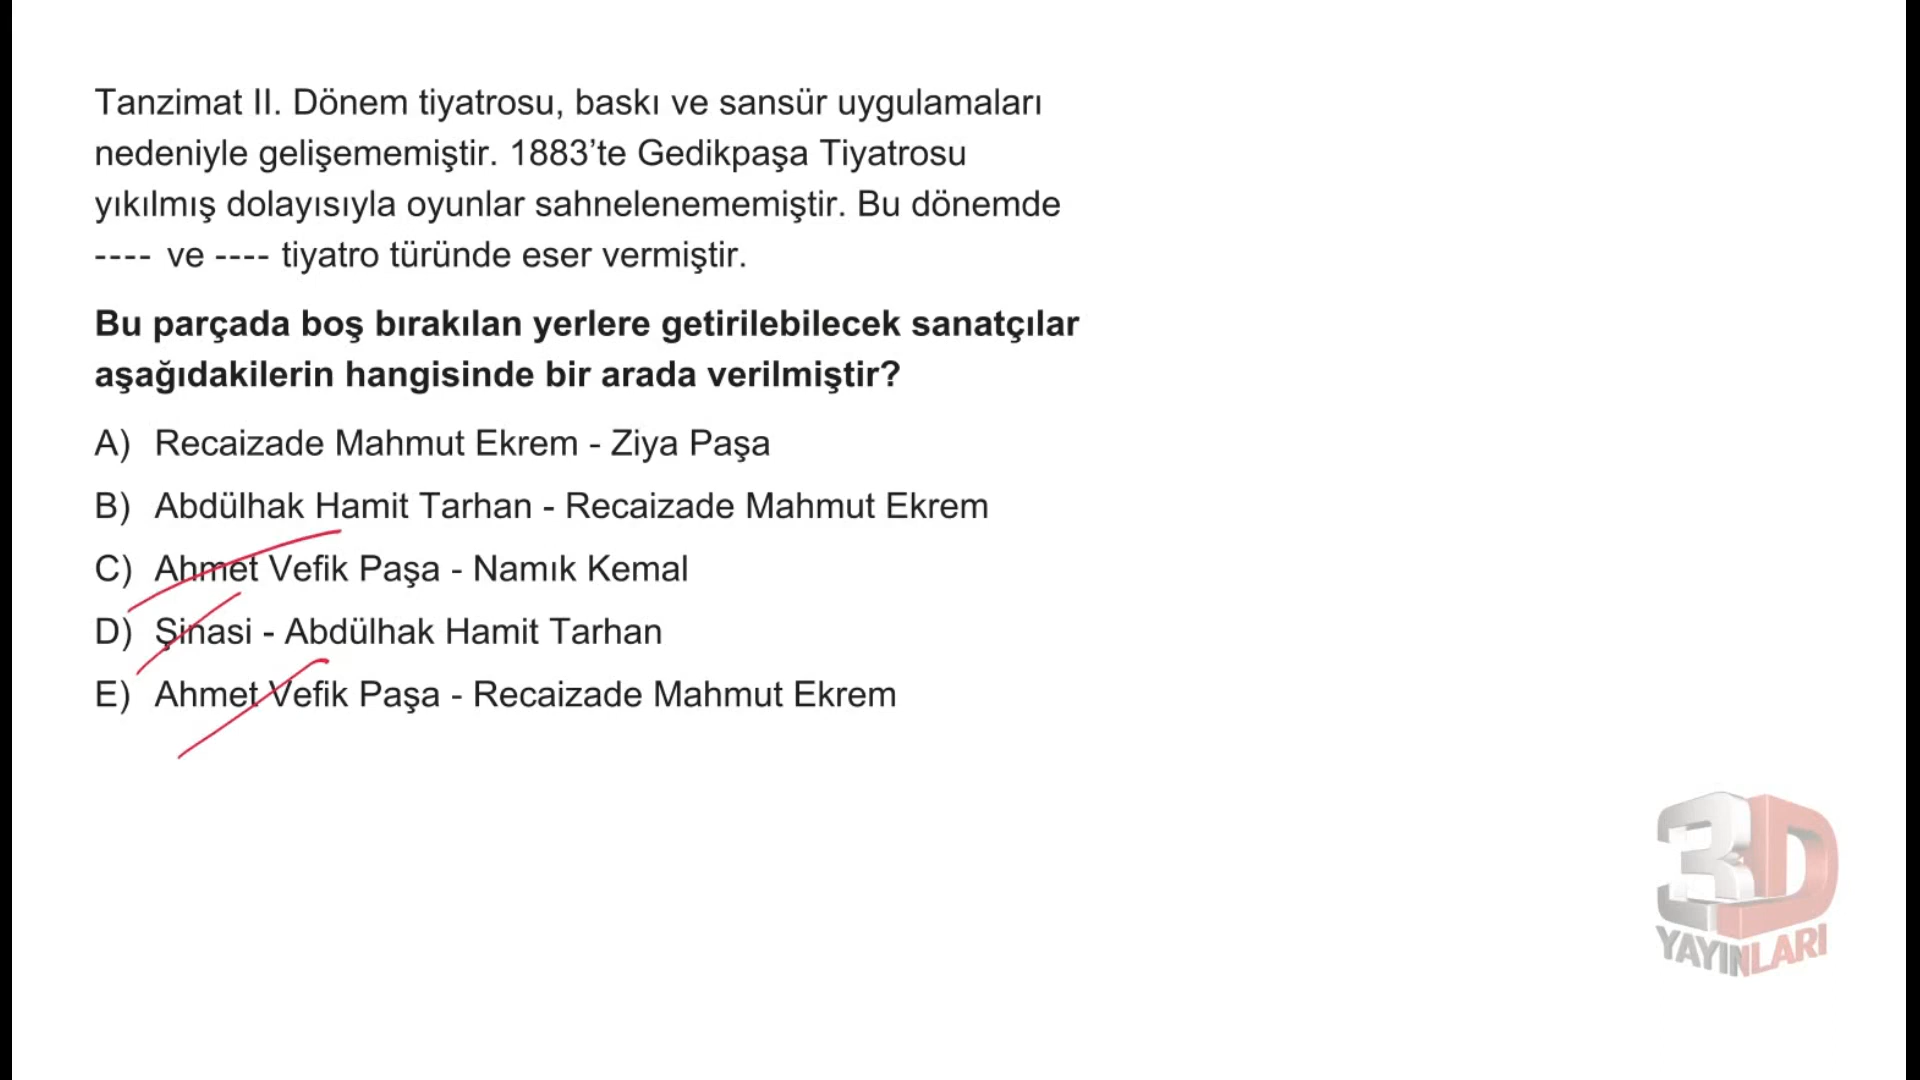 Tanzimat II. Dönem tiyatrosu, baskı ve sansür uygulamaları
nedeniyle gelişememiştir. 1883’te Gedikpaşa Tiyatrosu
yıkılmış dolayısıyla oyunlar sahnelenememiştir. Bu dönemde
---- ve ---- tiyatro türünde eser vermiştir.
Bu parçada boş bırakılan yerlere getirilebilecek sanatçılar
aşağıdakilerin hangisinde bir arada verilmiştir?
A) Recaizade Mahmut Ekrem - Ziya Paşa
B) Abdülhak Hamit Tarhan - Recaizade Mahmut Ekrem
C) Ahmet Vefik Paşa - Namık Kemal
D) Şinasi - Abdülhak Hamit Tarhan
E) Ahmet Vefik Paşa - Recaizade Mahmut Ekrem
3D
YAYINLARI